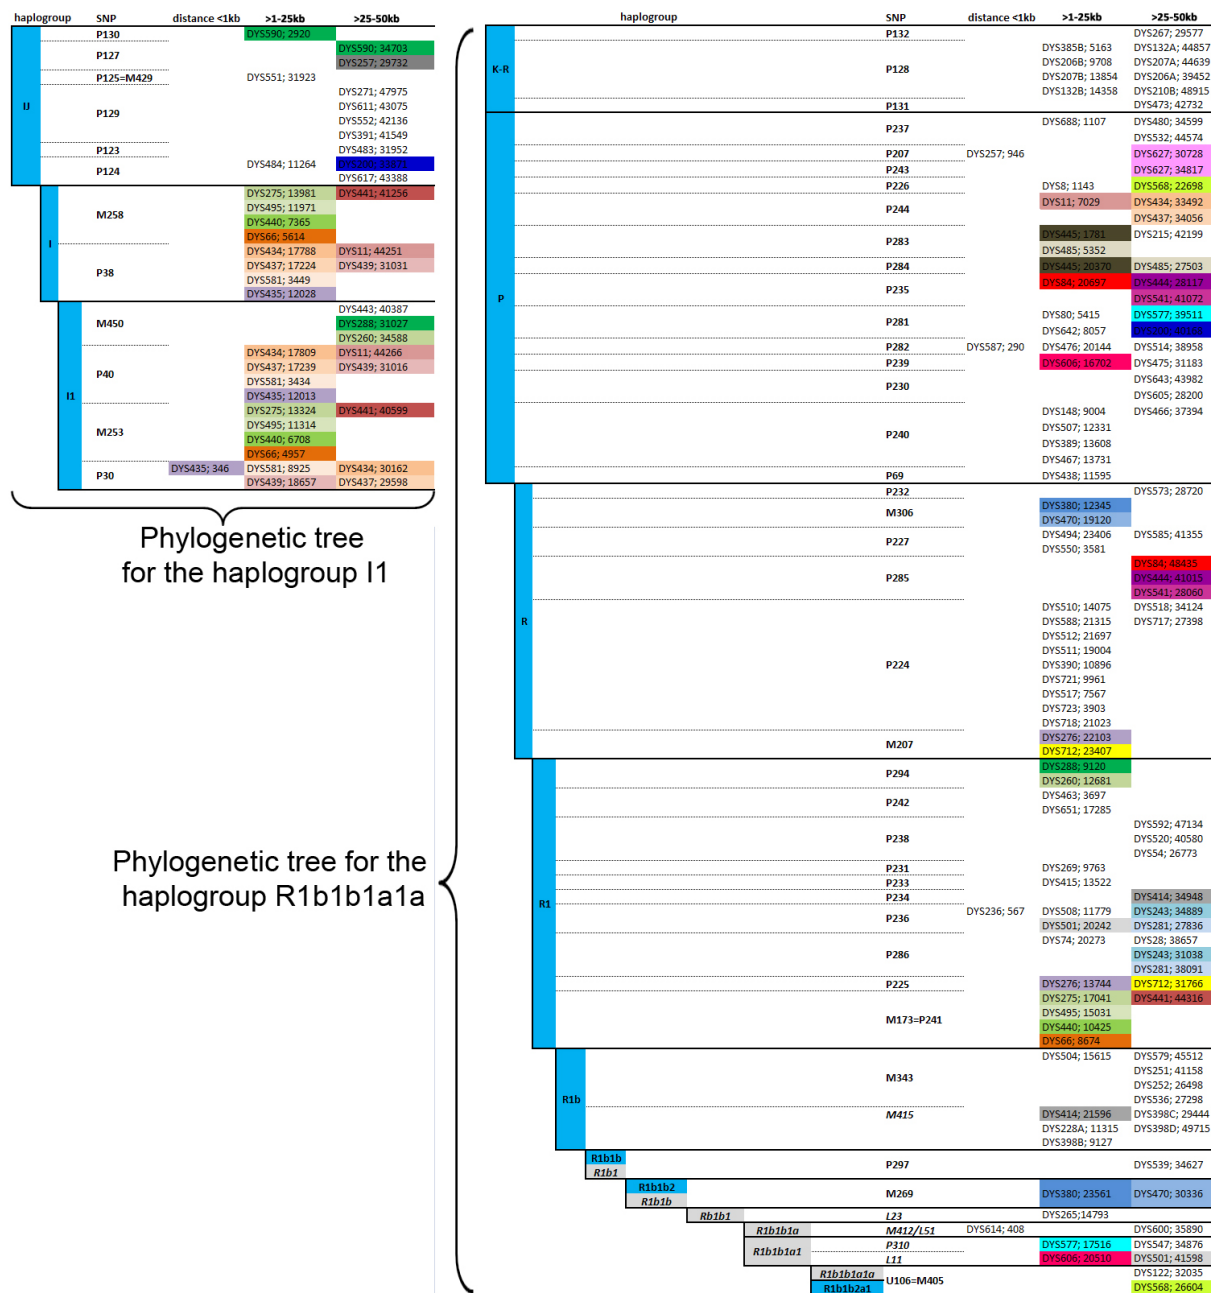 haplogroup SNP distance <1kb >1-25kb >25-50kb
IJ
P130 DYS590; 2920
P127 DYS590; 34703
DYS257; 29732
P125=M429 DYS551; 31923
P129 DYS271; 47975
DYS611; 43075
DYS552; 42136
DYS391; 41549
P123 DYS483; 31952
P124 DYS484; 11264
DYS617; 43388
I
M258 DYS275; 13981 DYS441; 41256
DYS495; 11971
DYS440; 7365
DYS66; 5614
P38 DYS434; 17788 DYS11; 44251
DYS437; 17224 DYS439; 31031
DYS581; 3449
DYS435; 12028
I1
M450 DYS443; 40387
DYS288; 31027
DYS260; 34588
P40 DYS434; 17809 DYS11; 44266
DYS437; 17239 DYS439; 31016
DYS581; 3434
DYS435; 12013
M253 DYS275; 13324 DYS441; 40599
DYS495; 11314
DYS440; 6708
DYS66; 4957
P30 DYS435; 346 DYS581; 8925 DYS434; 30162
DYS439; 18657 DYS437; 29598
Phylogenetic tree
for the haplogroup I1
Phylogenetic tree for the
haplogroup R1b1b1a1a
haplogroup SNP distance <1kb >1-25kb >25-50kb
K-R
P132 DYS267; 29577
P128 DYS385B; 5163 DYS132A; 44857
DYS206B; 9708 DYS207A; 44639
DYS207B; 13854 DYS206A; 39452
DYS132B; 14358 DYS210B; 48915
P131 DYS473; 42732
P
P237 DYS688; 1107 DYS480; 34599
DYS532; 44574
P207 DYS257; 946 DYS627; 30728
P243 DYS627; 34817
P226 DYS8; 1143 DYS568; 22698
P244 DYS11; 7029 DYS434; 33492
DYS437; 34056
P283 DYS445; 1781 DYS215; 42199
DYS485; 5352
P284 DYS445; 20370 DYS485; 27503
P235 DYS84; 20697 DYS444; 28117
DYS541; 41072
P281 DYS80; 5415 DYS577; 39511
DYS642; 8057 DYS200; 40166
P282 DYS587; 290 DYS476; 20144 DYS514; 38958
P239 DYS606; 16702 DYS475; 31183
P230 DYS643; 43982
DYS605; 28200
P240 DYS148; 9004 DYS466; 37394
DYS507; 12331
DYS389; 13608
DYS467; 13731
P69 DYS438; 11595
R
P232 DYS573; 28720
M306 DYS380; 12345
DYS470; 19120
P227 DYS494; 23406 DYS585; 41355
DYS550; 3581
P285 DYS84; 48435
DYS444; 41015
DYS541; 28060
P224 DYS510; 14075 DYS518; 34124
DYS588; 21315 DYS717; 27398
DYS512; 21697
DYS511; 19004
DYS390; 10896
DYS721; 9961
DYS517; 7567
DYS723; 3903
DYS718; 21023
M207 DYS276; 22103
DYS712; 23407
R1
P294 DYS288; 9120
DYS260; 12681
P242 DYS463; 3697
DYS651; 17285
P238 DYS592; 47134
DYS520; 40580
DYS54; 26773
P231 DYS269; 9763
P233 DYS415; 13522
P234 DYS414; 34948
P236 DYS236; 567 DYS508; 11779 DYS243; 34889
DYS501; 20242 DYS281; 27836
P286 DYS74; 20273 DYS28; 38657
DYS243; 31038
DYS281; 38091
P225 DYS276; 13744 DYS712; 31766
M173=P241 DYS275; 17041 DYS441; 44316
DYS495; 15031
DYS440; 10425
DYS66; 8674
R1b
M343 DYS504; 15615 DYS579; 45512
DYS251; 41158
DYS252; 26498
DYS536; 27298
M415 DYS414; 21596 DYS398C; 29444
DYS228A; 11315 DYS398D; 49715
DYS398B; 9127
R1b1b
R1b1
P297 DYS539; 34627
R1b1b2
R1b1b
M269 DYS380; 23561 DYS470; 30336
Rb1b1 L23 DYS265;14793
R1b1b1a M412/L51 DYS614; 408 DYS600; 35890
R1b1b1a1
P310 DYS577; 17516 DYS547; 34876
L11 DYS606; 20510 DYS501; 41598
R1b1b1a1a
R1b1b2a1
U106=M405 DYS122; 32035
DYS568; 26604